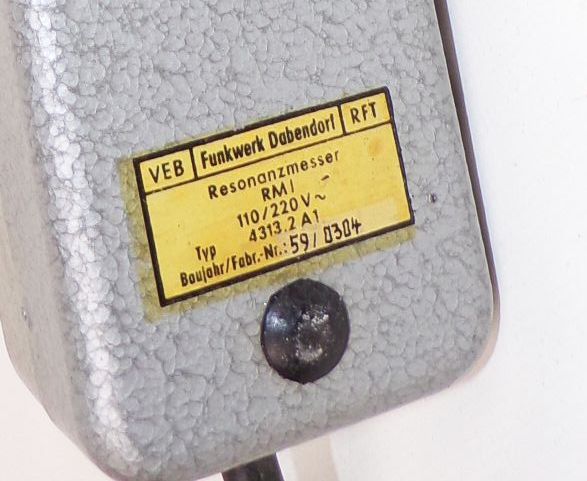 VEB Funkwerk Dabendorf RFT
Resonanzmesser
RM1
110/220V~
Typ 4313.2 A1
Baujahr/Fabr.-Nr.: 59/0304